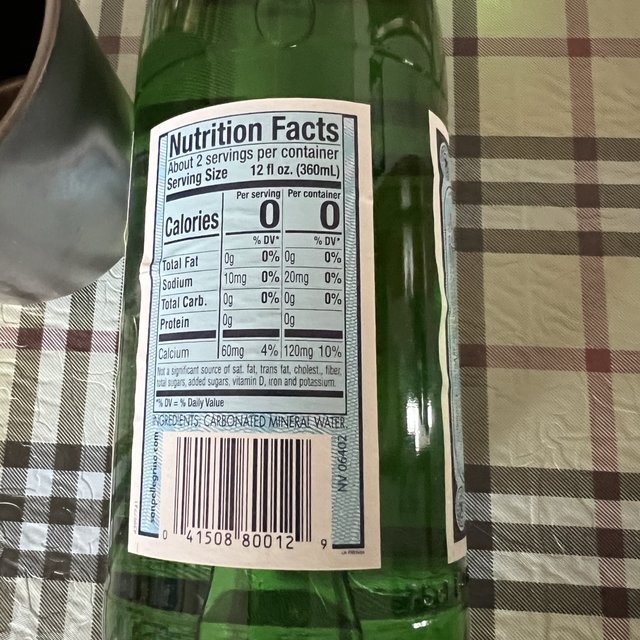 Nutrition Facts
About 2 servings per container
Serving Size 12 fl oz. (360mL)
Per serving Per container
Calories 0 0
% DV* % DV*
Total Fat 0g 0% 0g 0%
Sodium 10mg 0% 20mg 0%
Total Carb. 0g 0% 0g 0%
Protein 0g 0g
Calcium 60mg 4% 120mg 10%
Not a significant source of sat. fat, trans fat, cholest., fiber,
total sugars, added sugars, vitamin D, iron and potassium.
*% DV = % Daily Value
INGREDIENTS: CARBONATED MINERAL WATER
anpellegrino.com
NV 06402
0 41508 80012 9